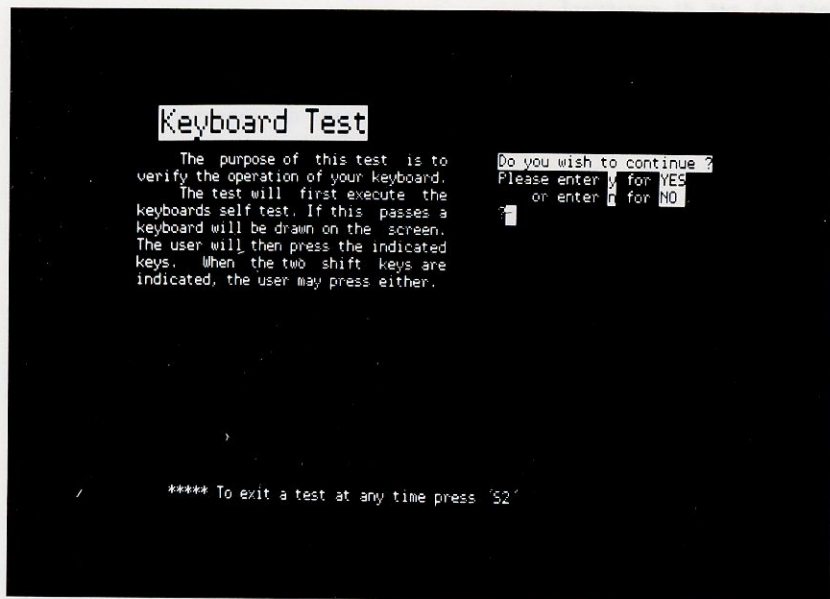 Keyboard Test
The purpose of this test is to
verify the operation of your keyboard.
The test will first execute the
keyboards self test. If this passes a
keyboard will be drawn on the screen.
The user will then press the indicated
keys. When the two shift keys are
indicated, the user may press either.
Do you wish to continue ?
Please enter y for YES
or enter n for NO.
?
***** To exit a test at any time press 'S2'